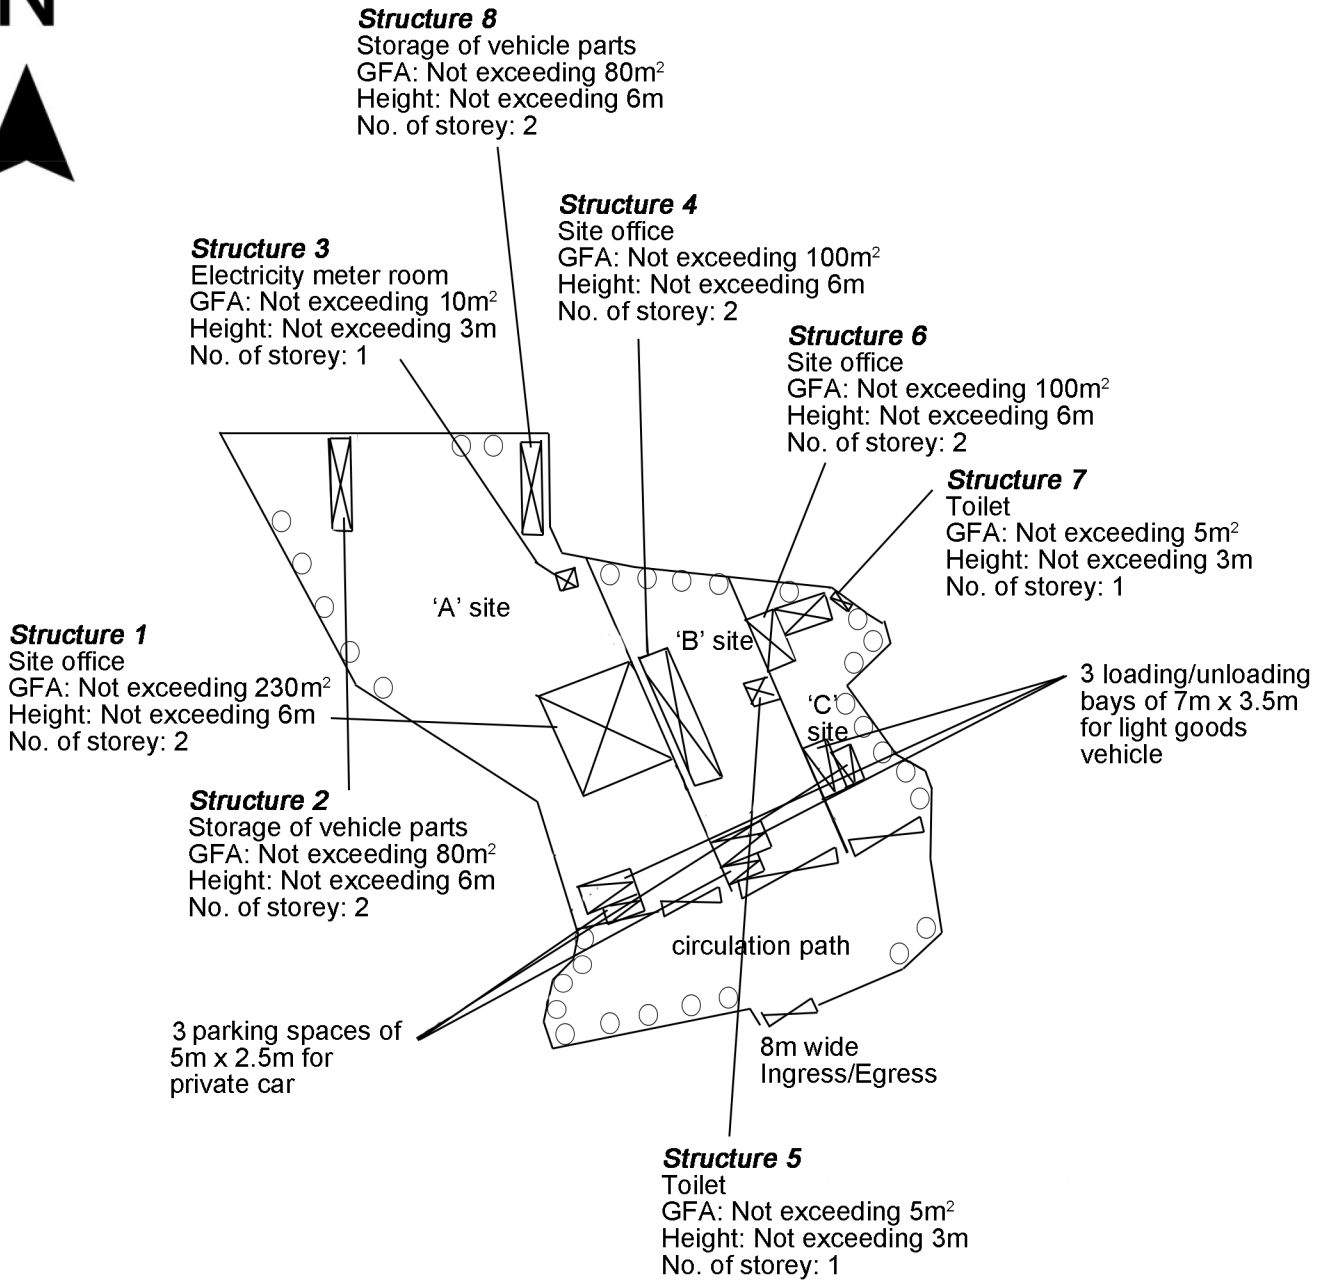 N
Structure 8
Storage of vehicle parts
GFA: Not exceeding 80m²
Height: Not exceeding 6m
No. of storey: 2
Structure 4
Site office
GFA: Not exceeding 100m²
Height: Not exceeding 6m
No. of storey: 2
Structure 3
Electricity meter room
GFA: Not exceeding 10m²
Height: Not exceeding 3m
No. of storey: 1
Structure 6
Site office
GFA: Not exceeding 100m²
Height: Not exceeding 6m
No. of storey: 2
Structure 7
Toilet
GFA: Not exceeding 5m²
Height: Not exceeding 3m
No. of storey: 1
‘A’ site
‘B’ site
‘C’
site
Structure 1
Site office
GFA: Not exceeding 230m²
Height: Not exceeding 6m
No. of storey: 2
3 loading/unloading
bays of 7m x 3.5m
for light goods
vehicle
Structure 2
Storage of vehicle parts
GFA: Not exceeding 80m²
Height: Not exceeding 6m
No. of storey: 2
circulation path
3 parking spaces of
5m x 2.5m for
private car
8m wide
Ingress/Egress
Structure 5
Toilet
GFA: Not exceeding 5m²
Height: Not exceeding 3m
No. of storey: 1